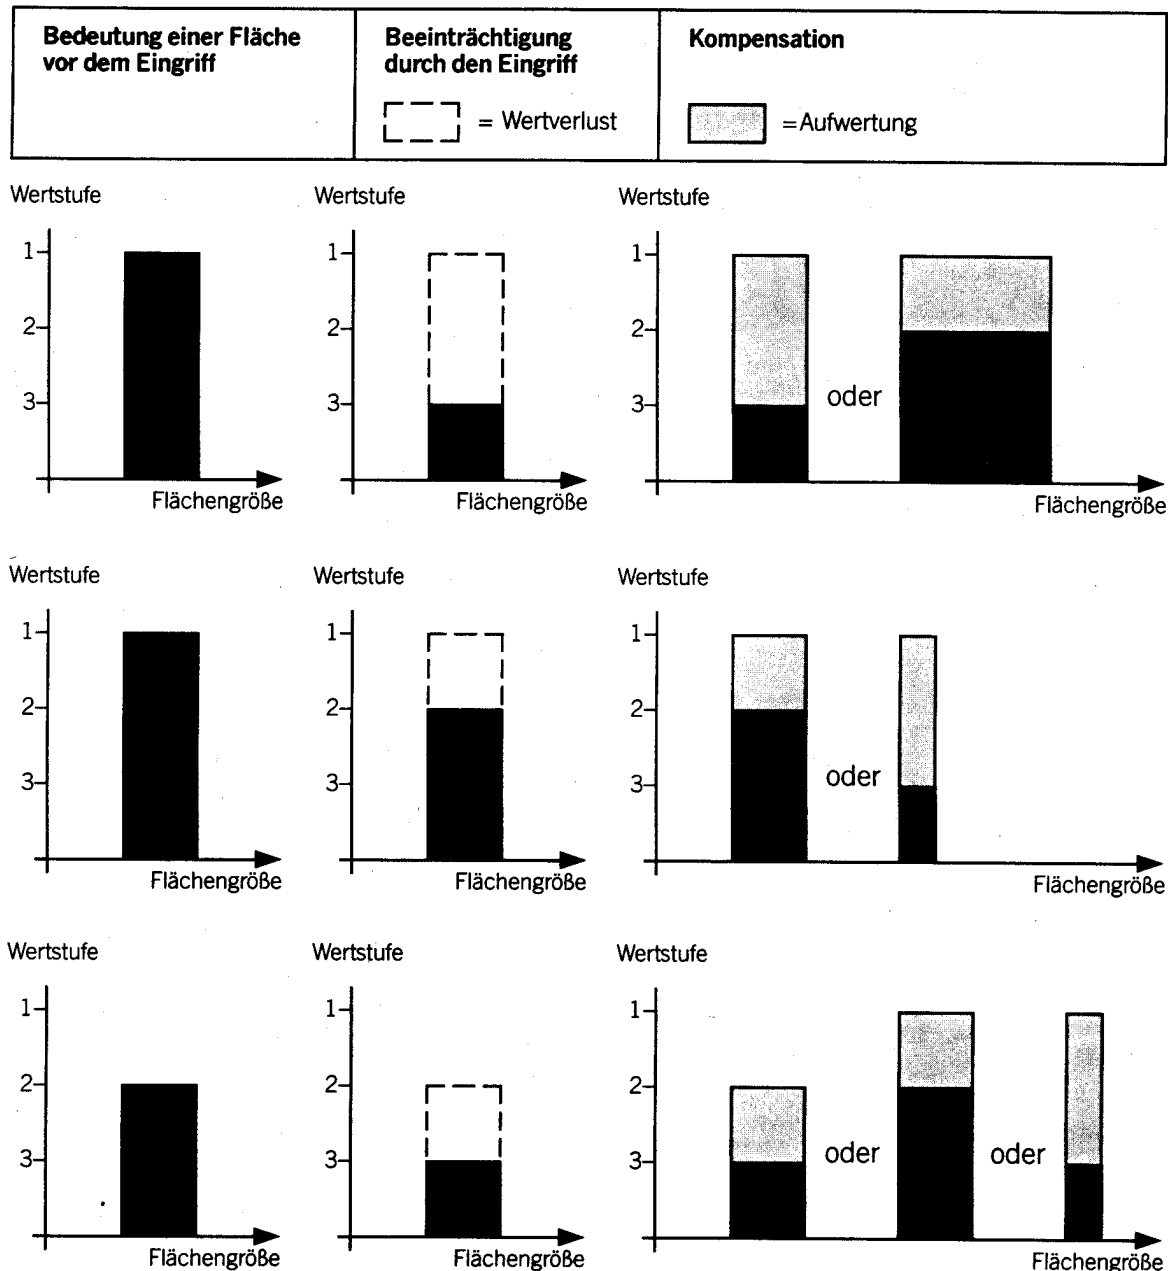 Bedeutung einer Fläche
vor dem Eingriff
Beeinträchtigung
durch den Eingriff
= Wertverlust
Kompensation
=Aufwertung
Wertstufe
1
2
3
Flächengröße
Wertstufe
1
2
3
Flächengröße
Wertstufe
1
2
3
oder
Flächengröße
Wertstufe
1
2
3
Flächengröße
Wertstufe
1
2
3
Flächengröße
Wertstufe
1
2
3
oder
Flächengröße
Wertstufe
1
2
3
Flächengröße
Wertstufe
1
2
3
Flächengröße
Wertstufe
1
2
3
oder
oder
Flächengröße